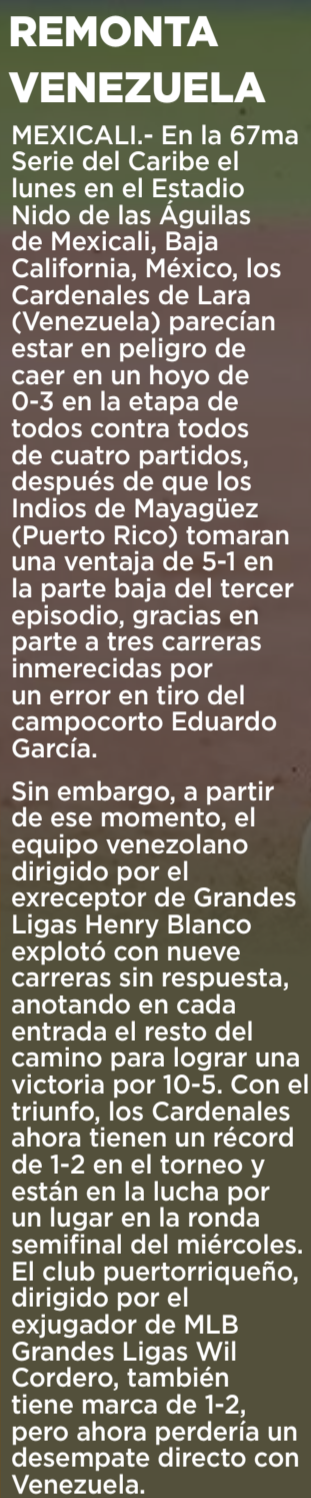 REMONTA
VENEZUELA
MEXICALI.- En la 67ma
Serie del Caribe el
lunes en el Estadio
Nido de las Águilas
de Mexicali, Baja
California, México, los
Cardenales de Lara
(Venezuela) parecían
estar en peligro de
caer en un hoyo de
0-3 en la etapa de
todos contra todos
de cuatro partidos,
después de que los
Indios de Mayagüez
(Puerto Rico) tomaran
una ventaja de 5-1 en
la parte baja del tercer
episodio, gracias en
parte a tres carreras
inmerecidas por
un error en tiro del
campocorto Eduardo
García.
Sin embargo, a partir
de ese momento, el
equipo venezolano
dirigido por el
exreceptor de Grandes
Ligas Henry Blanco
explotó con nueve
carreras sin respuesta,
anotando en cada
entrada el resto del
camino para lograr una
victoria por 10-5. Con el
triunfo, los Cardenales
ahora tienen un récord
de 1-2 en el torneo y
están en la lucha por
un lugar en la ronda
semifinal del miércoles.
El club puertorriqueño,
dirigido por el
exjugador de MLB
Grandes Ligas Wil
Cordero, también
tiene marca de 1-2,
pero ahora perdería un
desempate directo con
Venezuela.